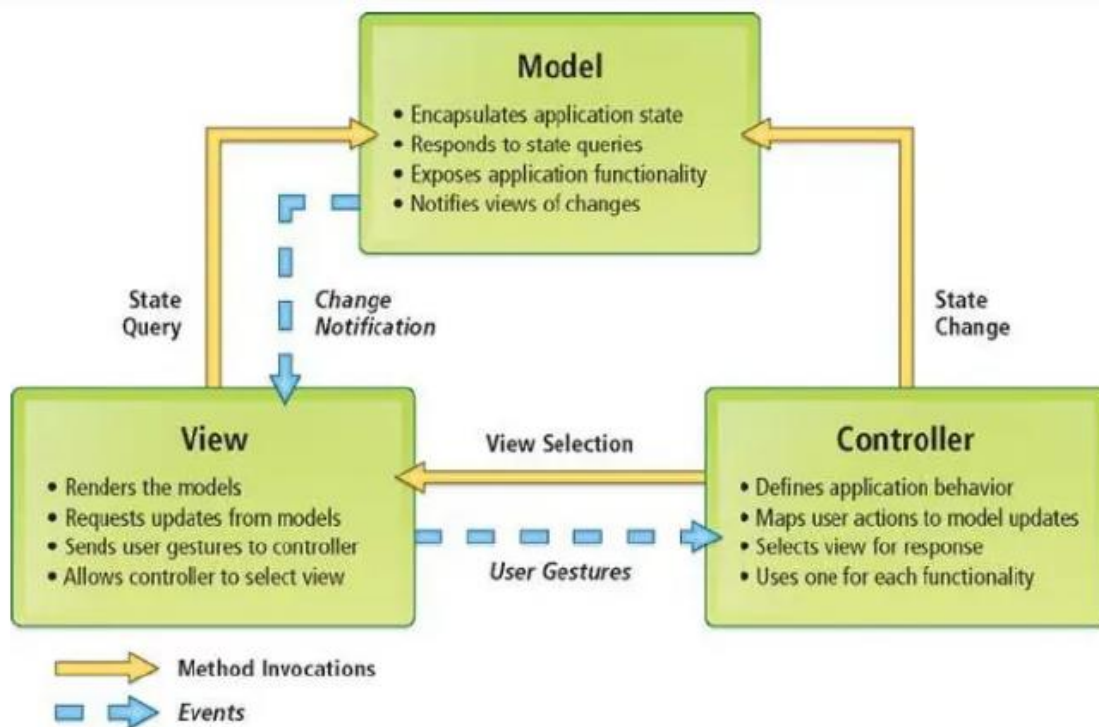 Model
• Encapsulates application state
• Responds to state queries
• Exposes application functionality
• Notifies views of changes
State
Query
Change
Notification
State
Change
View
• Renders the models
• Requests updates from models
• Sends user gestures to controller
• Allows controller to select view
View Selection
User Gestures
Controller
• Defines application behavior
• Maps user actions to model updates
• Selects view for response
• Uses one for each functionality
Method Invocations
Events